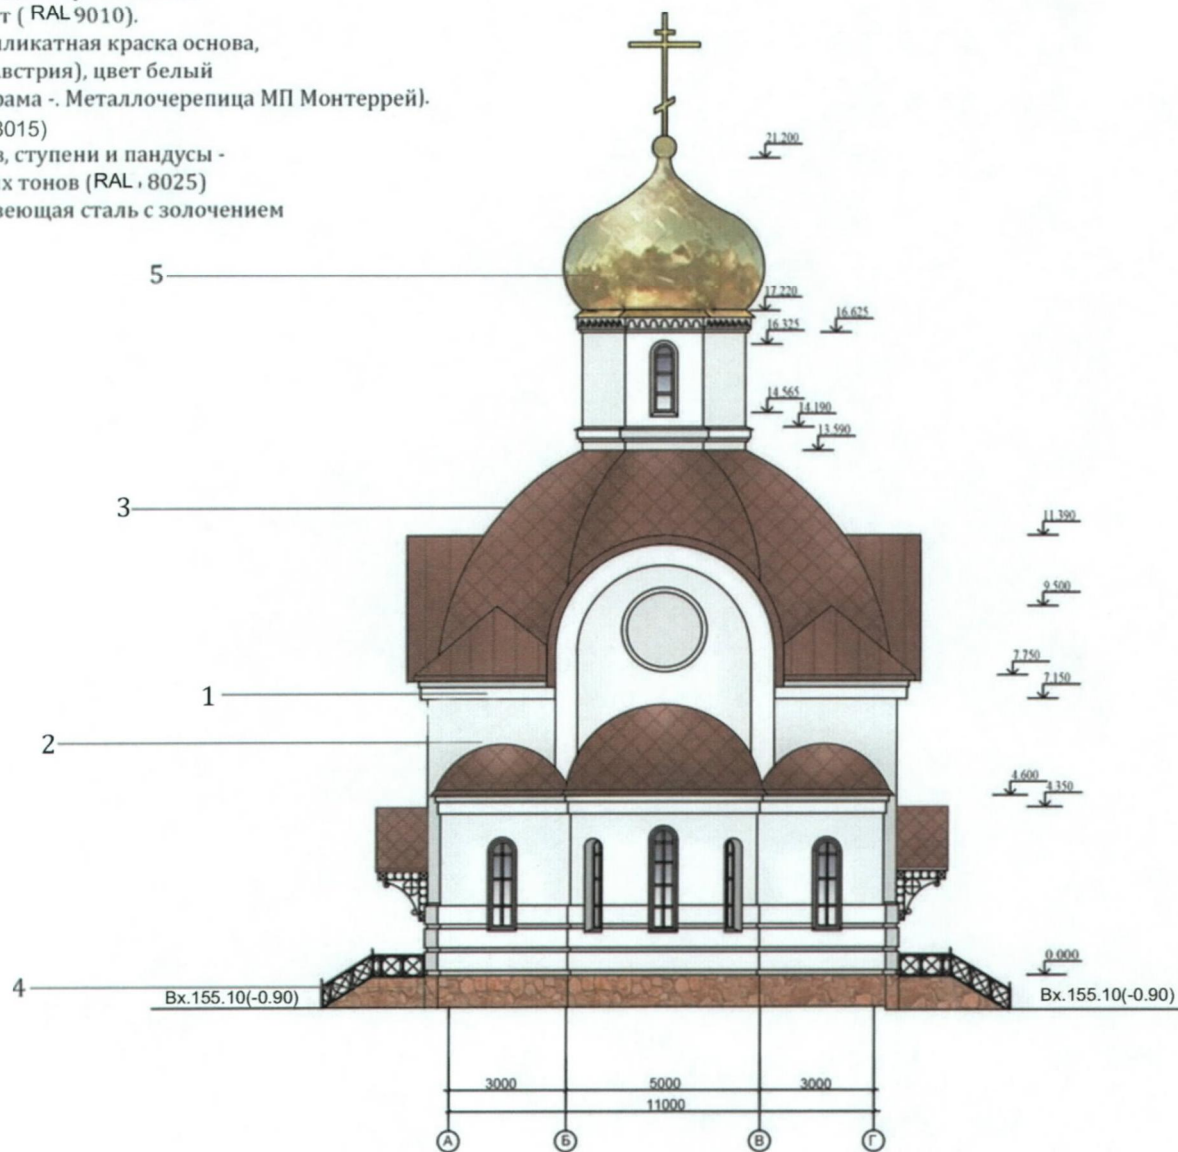 т ( RAL 9010).
ликатная краска основа,
встрия), цвет белый
рама -. Металлочерепица МП Монтеррей).
8015)
в, ступени и пандусы -
х тонов (RAL 8025)
веющая сталь с золочением
21.200
5
17.220
16.625
16.325
14.565
14.190
13.590
3
11.390
9.500
7.750
1
7.150
2
4.600
4.350
0.000
4
Вх.155.10(-0.90)
Вх.155.10(-0.90)
3000 5000 3000
11000
А Б В Г